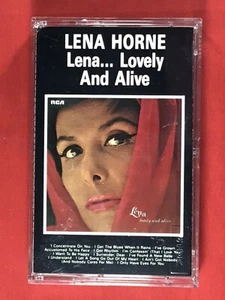 LENA HORNE
Lena... Lovely
And Alive
RCA
Lena
lovely and alive
"I Concentrate On You · I Got The Blues When It Rains · I've Grown
Accustomed To His Face · I Got Rhythm · I'm Confessin' (That I Love You)
I Want To Be Happy · I Surrender, Dear · I've Found A New Baby
I Understand · I Let A Song Go Out Of My Heart · I Ain't Got Nobody
(And Nobody Cares For Me) · I Only Have Eyes For You